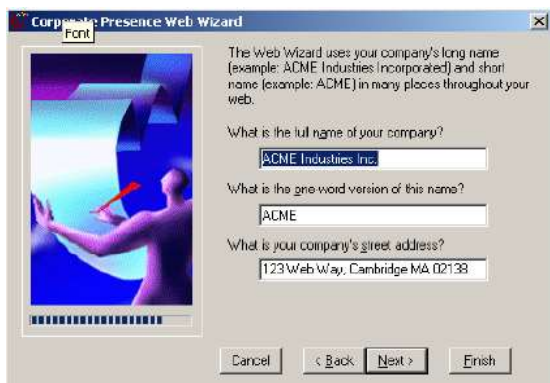 Corporate Presence Web Wizard
Font
The Web Wizard uses your company's long name
(example: ACME Industries Incorporated) and short
name (example: ACME) in many places throughout your
web.
What is the full name of your company?
ACME Industries Inc.
What is the one-word version of this name?
ACME
What is your company's street address?
123 Web Way, Cambridge MA 02138
Cancel
< Back
Next >
Finish